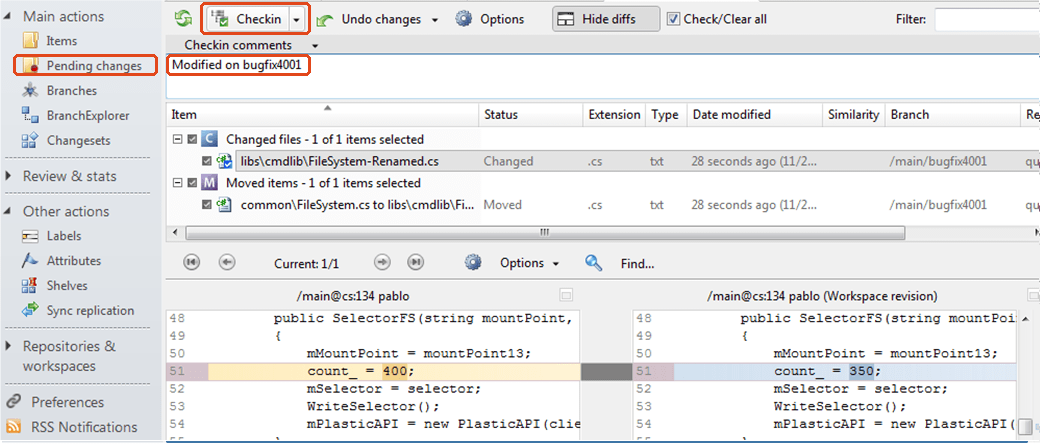 Main actions
Items
Pending changes
Branches
BranchExplorer
Changesets
Review & stats
Other actions
Labels
Attributes
Shelves
Sync replication
Repositories &
workspaces
Preferences
RSS Notifications
Checkin Undo changes Options Hide diffs Check/Clear all Filter:
Checkin comments
Modified on bugfix4001
Item Status Extension Type Date modified Similarity Branch
C Changed files - 1 of 1 items selected
libs\cmdlib\FileSystem-Renamed.cs Changed .cs txt 28 seconds ago (11/2... /main/bugfix4001
M Moved items - 1 of 1 items selected
common\FileSystem.cs to libs\cmdlib\Fi... Moved .cs txt 28 seconds ago (11/2... /main/bugfix4001
Current: 1/1 Options Find...
/main@cs:134 pablo
48 public SelectorFS(string mountPoint,
49 {
50 mMountPoint = mountPoint13;
51 count_ = 400;
52 mSelector = selector;
53 WriteSelector();
54 mPlasticAPI = new PlasticAPI(clie
55 }
/main@cs:134 pablo (Workspace revision)
48 public SelectorFS(string mountPoi
49 {
50 mMountPoint = mountPoint13;
51 count_ = 350;
52 mSelector = selector;
53 WriteSelector();
54 mPlasticAPI = new PlasticAPI(
55 }